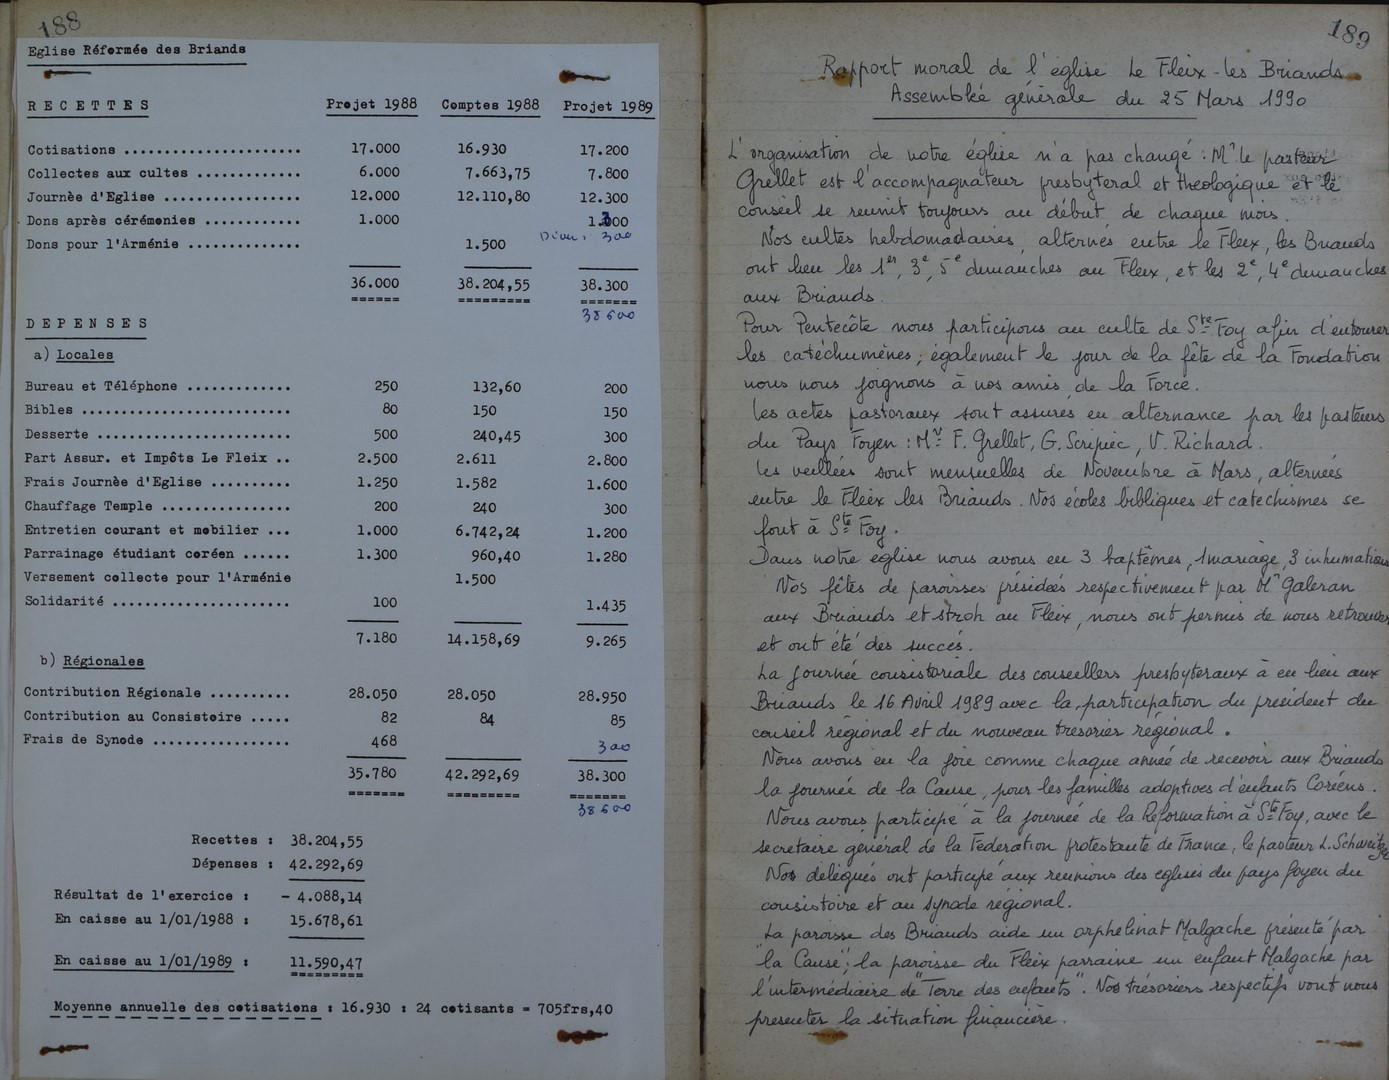 188
Eglise Réformée des Briands
RECETTES Projet 1988 Comptes 1988 Projet 1989
Cotisations ...................... 17.000 16.930 17.200
Collectes aux cultes ............. 6.000 7.663,75 7.800
Journèe d'Eglise ................. 12.000 12.110,80 12.300
Dons après cérémonies ............ 1.000 1.300
Dons pour l'Arménie .............. 1.500 300
36.000 38.204,55 38.300
====== ========= =======
38600
DEPENSES
a) Locales
Bureau et Téléphone ............. 250 132,60 200
Bibles .......................... 80 150 150
Desserte ........................ 500 240,45 300
Part Assur. et Impôts Le Fleix .. 2.500 2.611 2.800
Frais Journèe d'Eglise .......... 1.250 1.582 1.600
Chauffage Temple ................ 200 240 300
Entretien courant et mobilier ... 1.000 6.742,24 1.200
Parrainage étudiant coréen ...... 1.300 960,40 1.280
Versement collecte pour l'Arménie 1.500
Solidarité ...................... 100 1.435
7.180 14.158,69 9.265
b) Régionales
Contribution Régionale .......... 28.050 28.050 28.950
Contribution au Consistoire ..... 82 84 85
Frais de Synode ................. 468 300
35.780 42.292,69 38.300
======= ========= =======
38600
Recettes : 38.204,55
Dépenses : 42.292,69
Résultat de l'exercice : - 4.088,14
En caisse au 1/01/1988 : 15.678,61
En caisse au 1/01/1989 : 11.590,47
=========
Moyenne annuelle des cotisations : 16.930 : 24 cotisants = 705frs,40
189
Rapport moral de l'église Le Fleix - les Briands
Assemblée générale du 25 Mars 1990
L'organisation de notre église n'a pas changé : Mr le pasteur
Grellet est l'accompagnateur presbyteral et theologique et le
conseil se reunit toujours au début de chaque mois.
Nos cultes hebdomadaires, alternés entre le Fleix, les Briands
ont lieu les 1er, 3e, 5e dimanches au Fleix, et les 2e, 4e dimanches
aux Briands.
Pour Pentecôte nous participons au culte de Ste Foy afin d'entourer
les catéchumènes ; également le jour de la fête de la Fondation
nous nous joignons à nos amis de la Force.
Les actes pastoraux sont assurés en alternance par les pasteurs
du Pays Foyen : Mr F. Grellet, G. Scripiec, V. Richard.
Les veillées sont mensuelles de Novembre à Mars, alternées
entre le Fleix les Briands. Nos écoles bibliques et catechismes se
font à Ste Foy.
Dans notre église nous avons eu 3 baptêmes, 1 mariage, 3 inhumations
Nos fêtes de paroisses présidées respectivement par Mr Galeran
aux Briands et Stroh au Fleix, nous ont permis de nous retrouver
et ont été des succés.
La journée consistoriale des conseillers presbyteraux à eu lieu aux
Briands le 16 Avril 1989 avec la participation du president du
conseil régional et du nouveau tresorier régional.
Nous avons eu la joie comme chaque année de recevoir aux Briands
la journée de la Cause, pour les familles adoptives d'enfants Coréens.
Nous avons participé à la journée de la Réformation à Ste Foy, avec le
secretaire général de la Federation protestante de France, le pasteur L. Schweitzer
Nos délégués ont participé aux reunions des eglises du pays foyen du
consistoire et au synode régional.
La paroisse des Briands aide un orphelinat Malgache présenté par
"la Cause" ; la paroisse du Fleix parraine un enfant Malgache par
l'intermédiaire de "Terre des enfants". Nos trésoriers respectifs vont nous
presenter la situation financière.